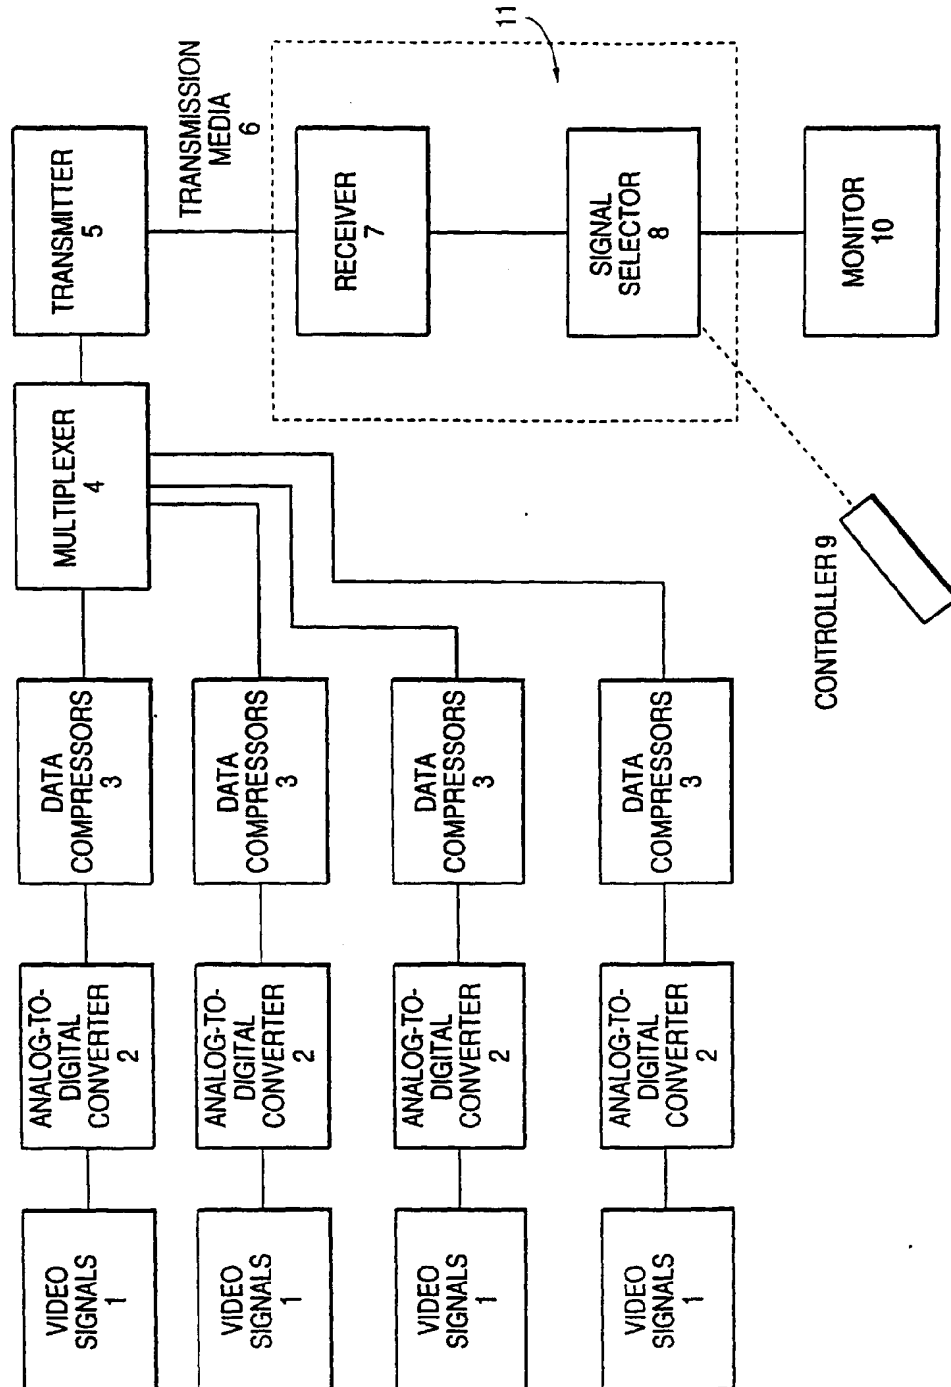 VIDEO
SIGNALS
1
ANALOG-TO-
DIGITAL
CONVERTER
2
DATA
COMPRESSORS
3
MULTIPLEXER
4
TRANSMITTER
5
VIDEO
SIGNALS
1
ANALOG-TO-
DIGITAL
CONVERTER
2
DATA
COMPRESSORS
3
TRANSMISSION
MEDIA
6
VIDEO
SIGNALS
1
ANALOG-TO-
DIGITAL
CONVERTER
2
DATA
COMPRESSORS
3
RECEIVER
7
11
VIDEO
SIGNALS
1
ANALOG-TO-
DIGITAL
CONVERTER
2
DATA
COMPRESSORS
3
SIGNAL
SELECTOR
8
CONTROLLER 9
MONITOR
10